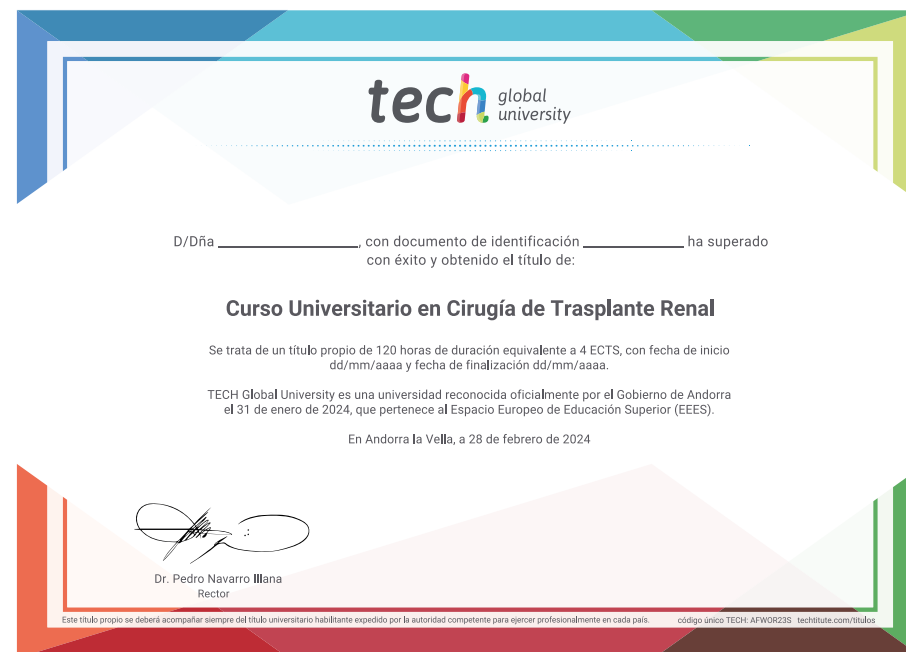 tech global university
D/Dña ____________________, con documento de identificación ______________ ha superado
con éxito y obtenido el título de:
Curso Universitario en Cirugía de Trasplante Renal
Se trata de un título propio de 120 horas de duración equivalente a 4 ECTS, con fecha de inicio
dd/mm/aaaa y fecha de finalización dd/mm/aaaa.
TECH Global University es una universidad reconocida oficialmente por el Gobierno de Andorra
el 31 de enero de 2024, que pertenece al Espacio Europeo de Educación Superior (EEES).
En Andorra la Vella, a 28 de febrero de 2024
Dr. Pedro Navarro Illana
Rector
Este título propio se deberá acompañar siempre del título universitario habilitante expedido por la autoridad competente para ejercer profesionalmente en cada país. código único TECH: AFWOR23S techtitute.com/titulos